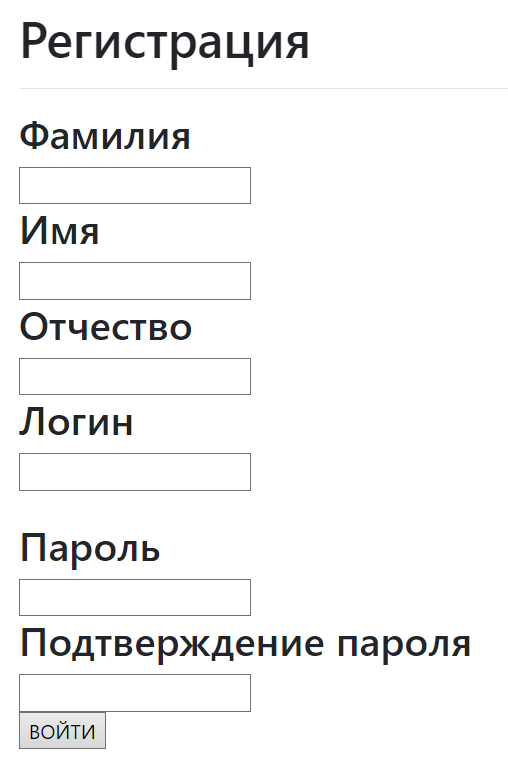 Регистрация
Фамилия
Имя
Отчество
Логин
Пароль
Подтверждение пароля
ВОЙТИ